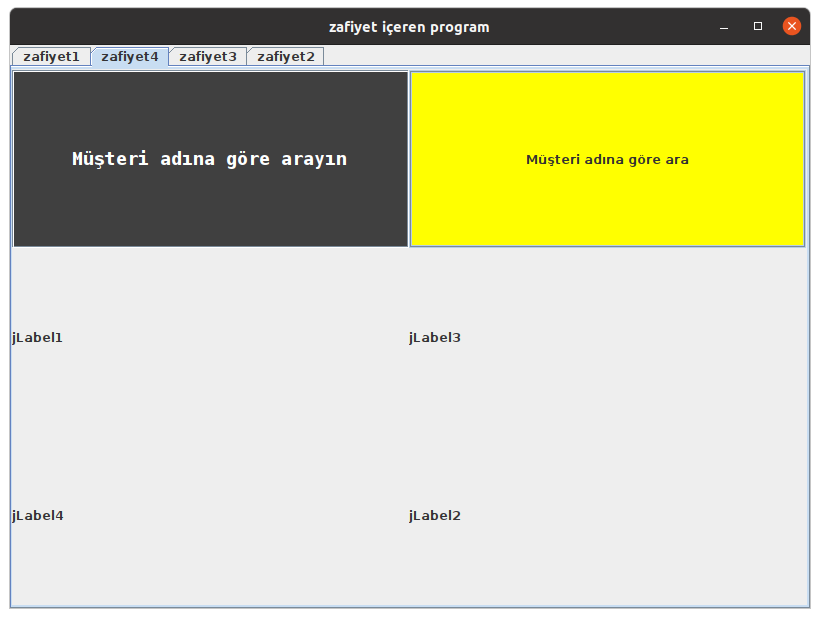 zafiyet içeren program
zafiyet1 zafiyet4 zafiyet3 zafiyet2
Müşteri adına göre arayın Müşteri adına göre ara
jLabel1 jLabel3
jLabel4 jLabel2